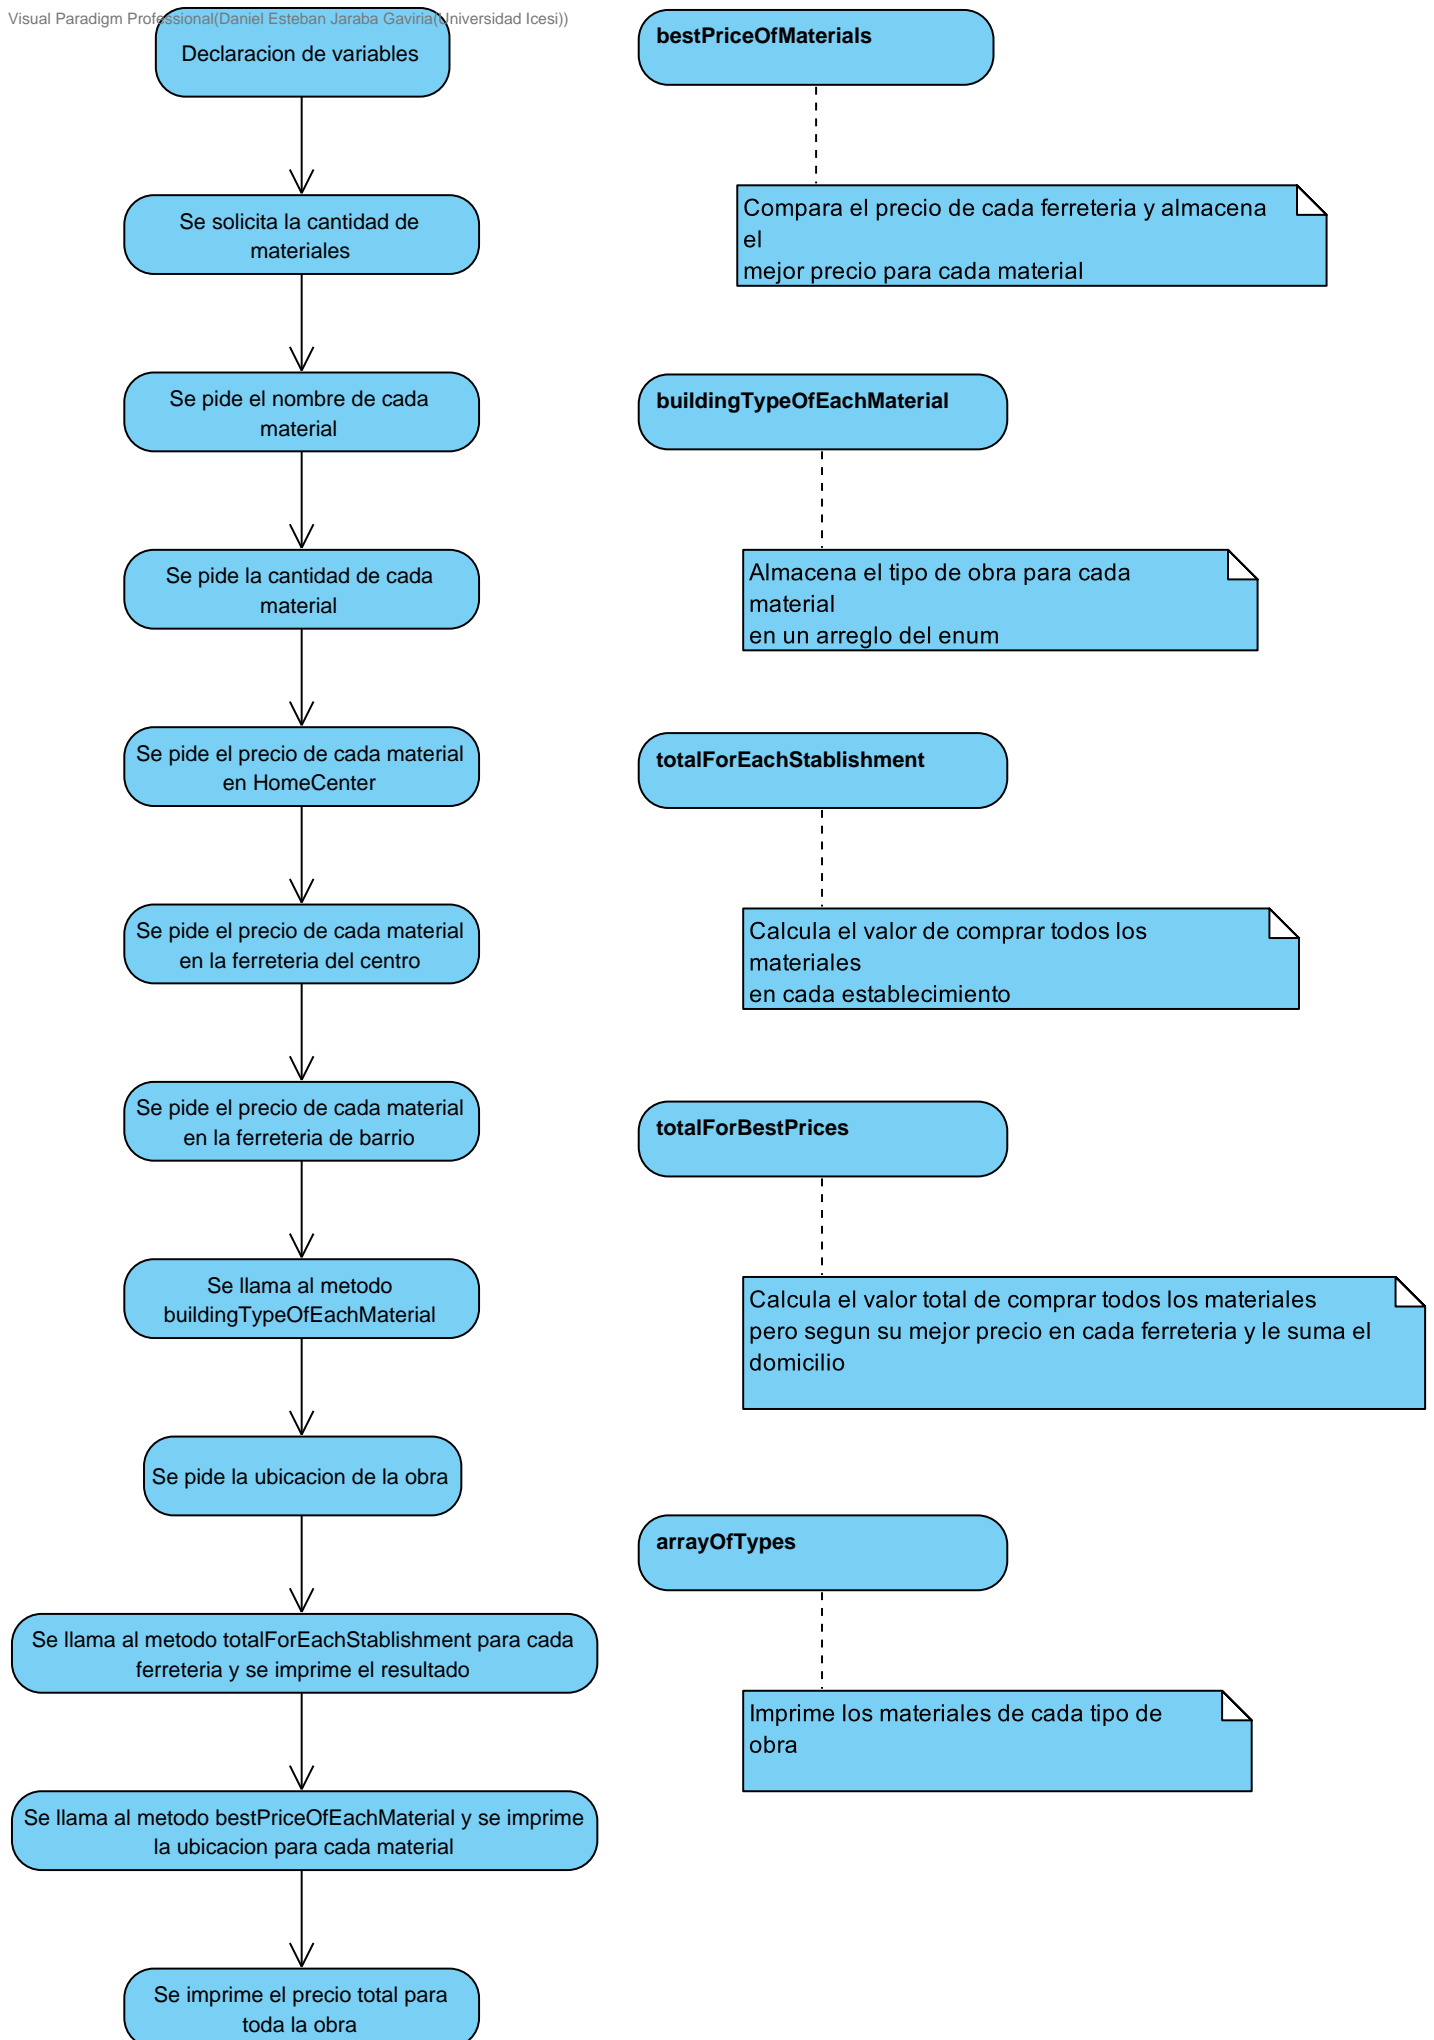 Visual Paradigm Professional(Daniel Esteban Jaraba Gaviria(Universidad Icesi))
Declaracion de variables
Se solicita la cantidad de
materiales
Se pide el nombre de cada
material
Se pide la cantidad de cada
material
Se pide el precio de cada material
en HomeCenter
Se pide el precio de cada material
en la ferreteria del centro
Se pide el precio de cada material
en la ferreteria de barrio
Se llama al metodo
buildingTypeOfEachMaterial
Se pide la ubicacion de la obra
Se llama al metodo totalForEachStablishment para cada
ferreteria y se imprime el resultado
Se llama al metodo bestPriceOfEachMaterial y se imprime
la ubicacion para cada material
Se imprime el precio total para
toda la obra
bestPriceOfMaterials
Compara el precio de cada ferreteria y almacena
el
mejor precio para cada material
buildingTypeOfEachMaterial
Almacena el tipo de obra para cada
material
en un arreglo del enum
totalForEachStablishment
Calcula el valor de comprar todos los
materiales
en cada establecimiento
totalForBestPrices
Calcula el valor total de comprar todos los materiales
pero segun su mejor precio en cada ferreteria y le suma el
domicilio
arrayOfTypes
Imprime los materiales de cada tipo de
obra